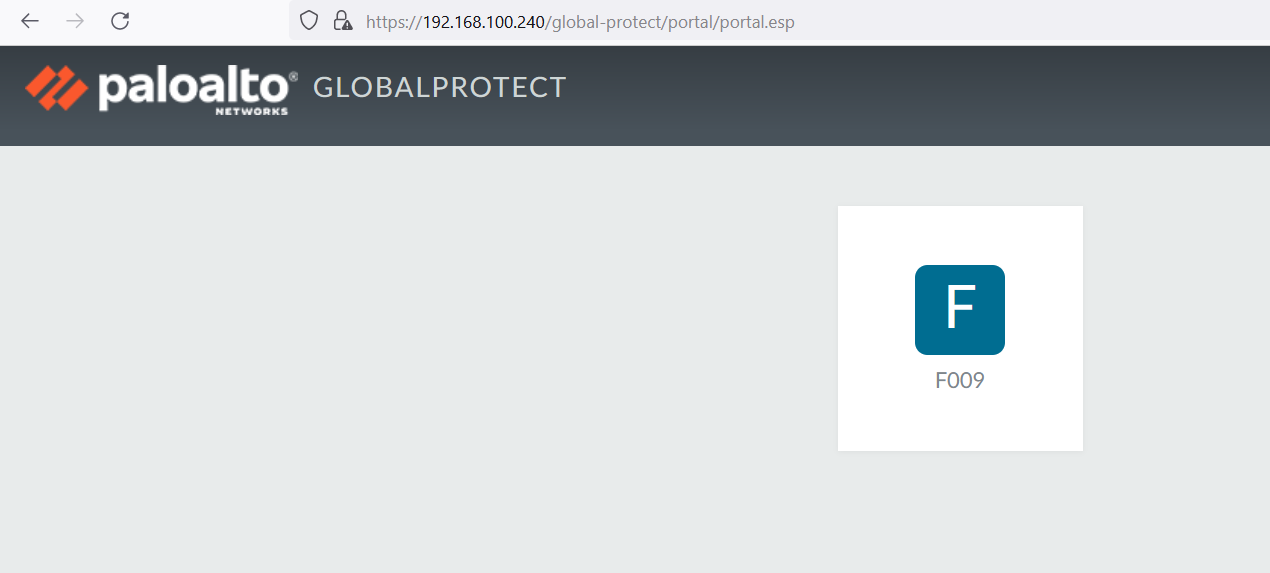 https://192.168.100.240/global-protect/portal/portal.esp
paloalto® GLOBALPROTECT
NETWORKS
F
F009